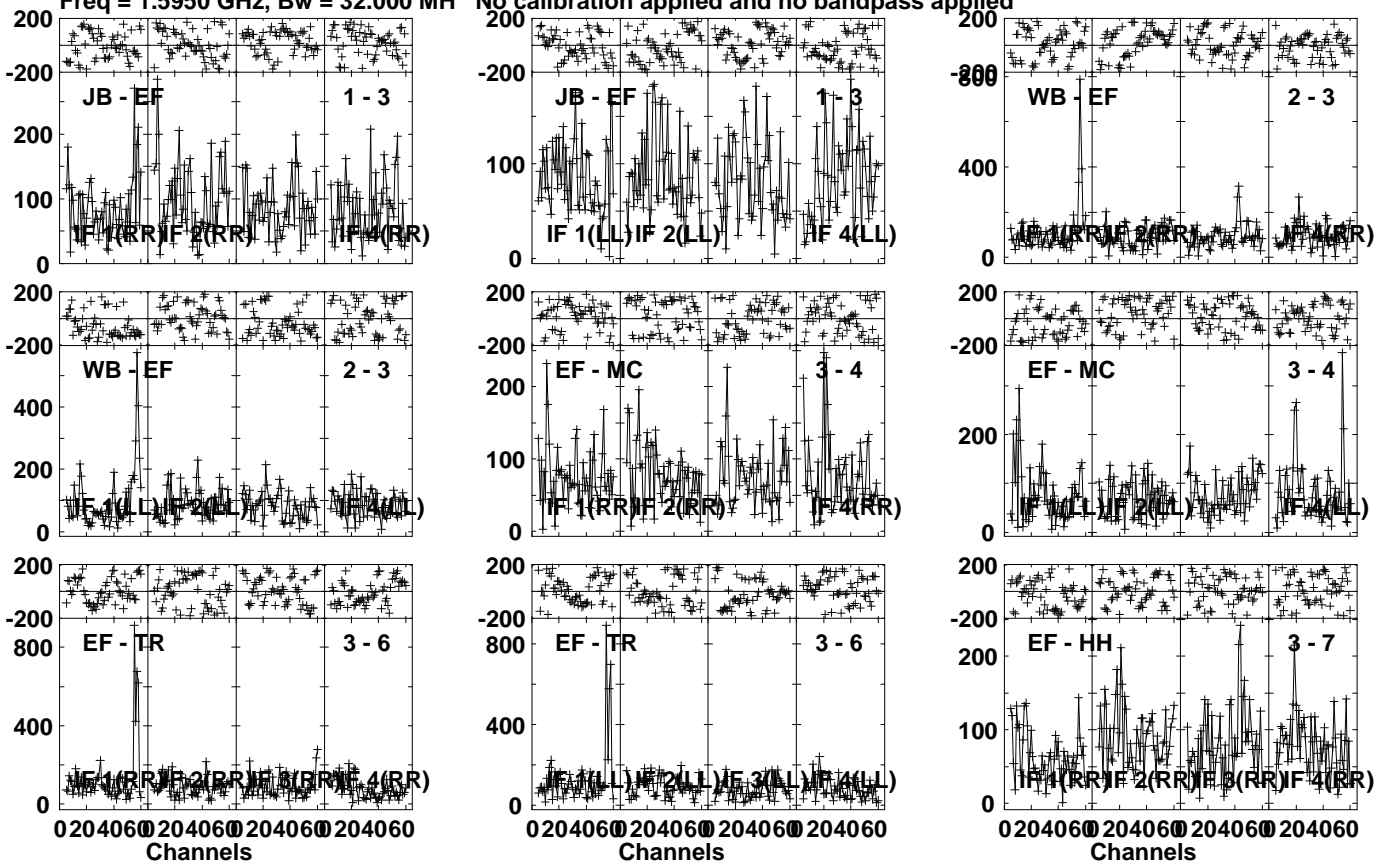 Freq = 1.5950 GHz, Bw = 32.000 MH No calibration applied and no bandpass applied
200
-200
JB - EF 1 - 3
200
100
0
IF 1(RR) IF 2(RR) IF 4(RR)
200
-200
JB - EF 1 - 3
100
0
IF 1(LL) IF 2(LL) IF 4(LL)
200
-200
800
WB - EF 2 - 3
400
0
IF 1(RR) IF 2(RR) IF 4(RR)
200
-200
WB - EF 2 - 3
400
200
0
IF 1(LL) IF 2(LL) IF 4(LL)
200
-200
EF - MC 3 - 4
200
100
0
IF 1(RR) IF 2(RR) IF 4(RR)
200
-200
EF - MC 3 - 4
200
0
IF 1(LL) IF 2(LL) IF 4(LL)
200
-200
EF - TR 3 - 6
800
400
0
IF 1(RR) IF 2(RR) IF 3(RR) IF 4(RR)
0 20 40 60 0 20 40 60 0 20 40 60 0 20 40 60
Channels
200
-200
EF - TR 3 - 6
800
400
0
IF 1(LL) IF 2(LL) IF 3(LL) IF 4(LL)
0 20 40 60 0 20 40 60 0 20 40 60 0 20 40 60
Channels
200
-200
EF - HH 3 - 7
200
100
0
IF 1(RR) IF 2(RR) IF 3(RR) IF 4(RR)
0 20 40 60 0 20 40 60 0 20 40 60 0 20 40 60
Channels